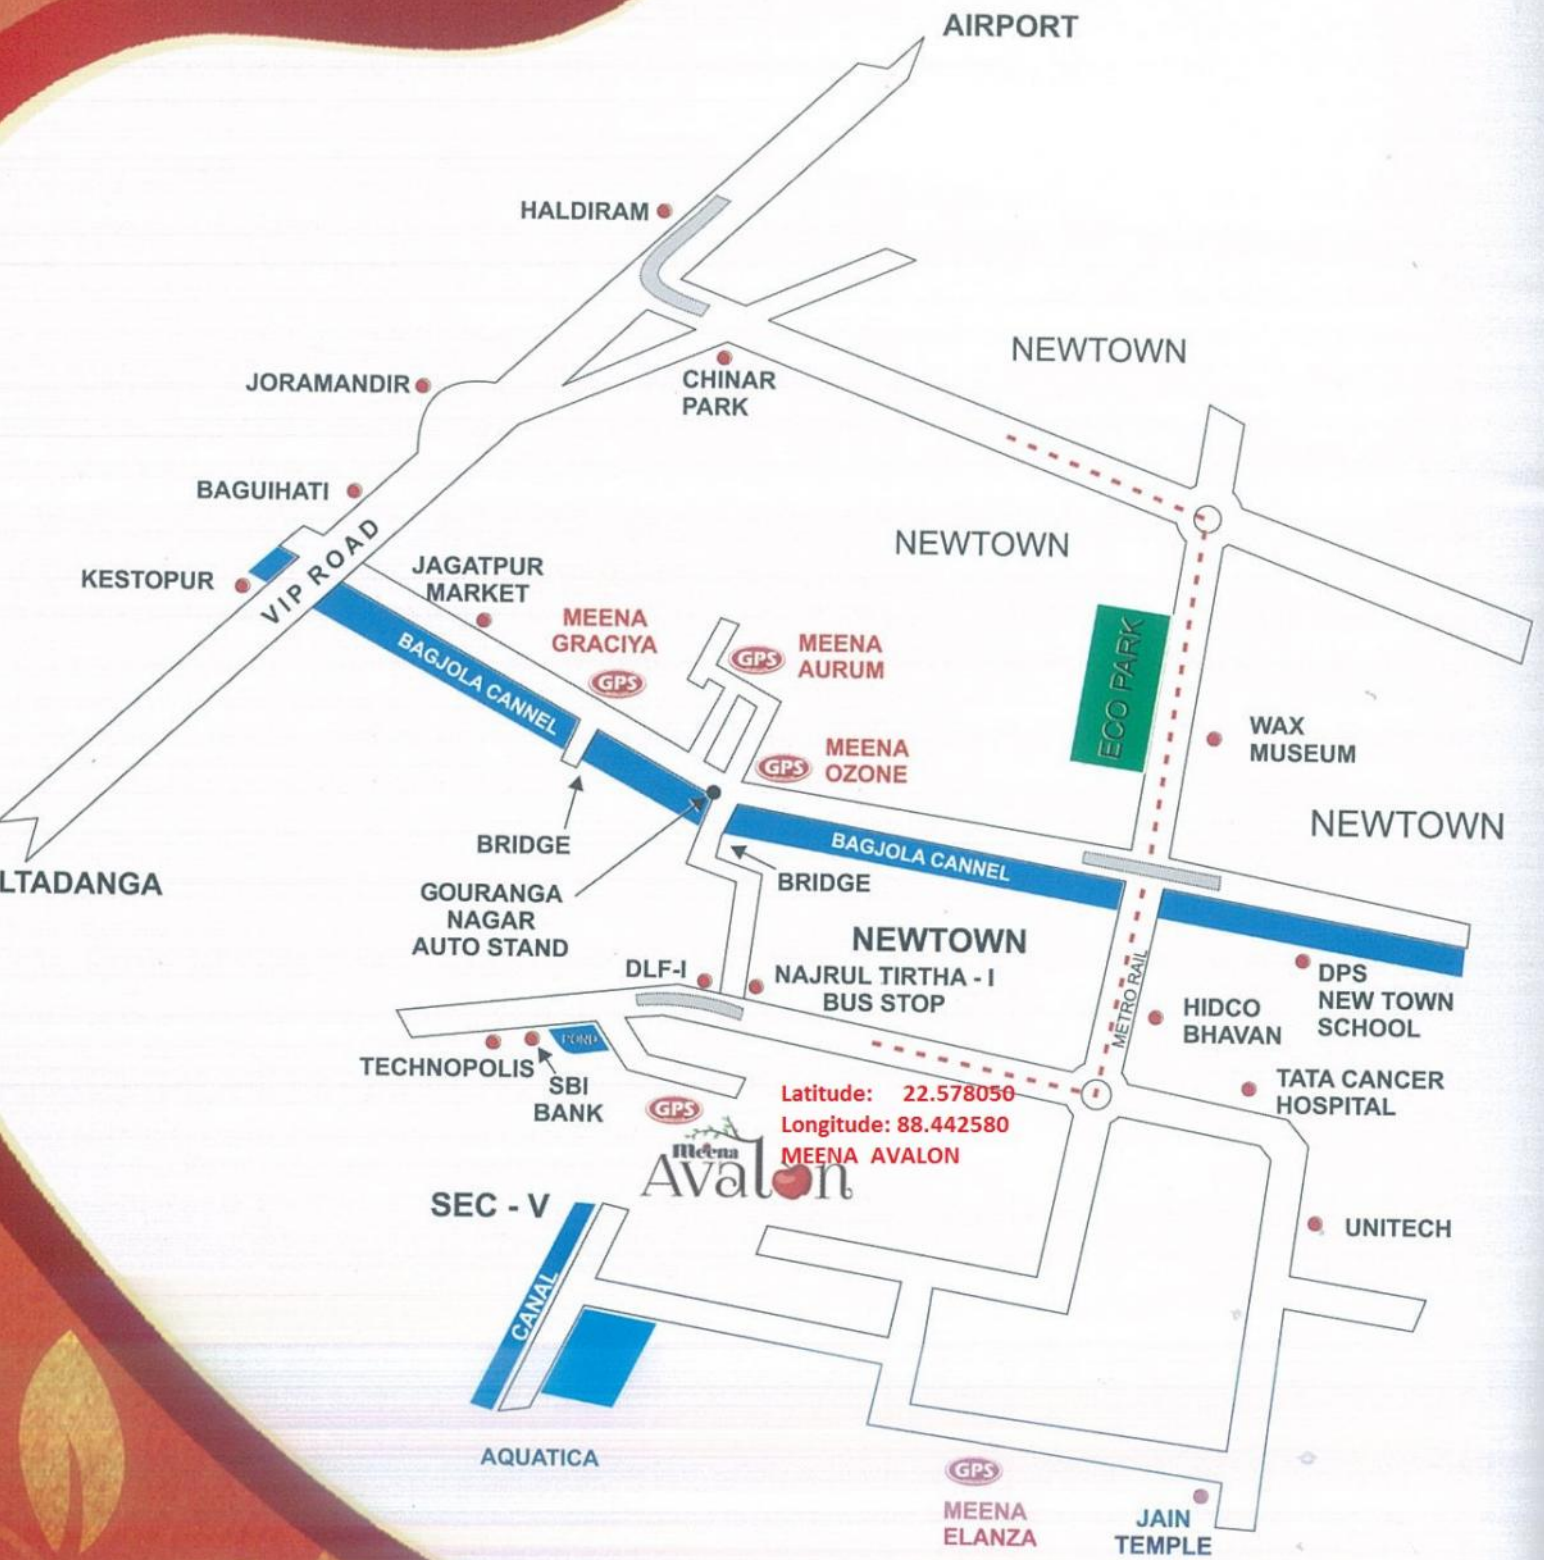 AIRPORT
HALDIRAM
NEWTOWN
CHINAR
PARK
JORAMANDIR
BAGUIHATI
VIP ROAD
KESTOPUR
JAGATPUR
MARKET
NEWTOWN
MEENA
GRACIYA
GPS
GPS
MEENA
AURUM
ECO PARK
BAGJOLA CANNEL
GPS
MEENA
OZONE
WAX
MUSEUM
NEWTOWN
BRIDGE
BAGJOLA CANNEL
BRIDGE
LTADANGA
GOURANGA
NAGAR
AUTO STAND
NEWTOWN
DLF-I
NAJRUL TIRTHA - I
BUS STOP
METRO RAIL
DPS
NEW TOWN
SCHOOL
HIDCO
BHAVAN
TECHNOPOLIS
POND
SBI
BANK
TATA CANCER
HOSPITAL
GPS
Latitude: 22.578050
Longitude: 88.442580
MEENA AVALON
Meena
Avalon
SEC - V
UNITECH
CANAL
AQUATICA
GPS
MEENA
ELANZA
JAIN
TEMPLE